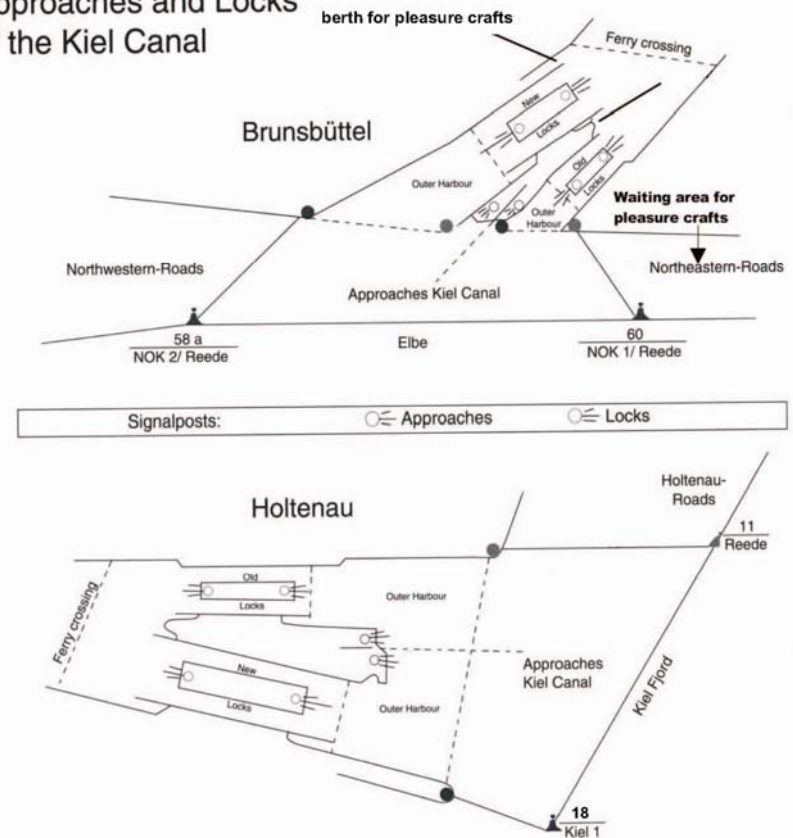 pproaches and Locks
the Kiel Canal
berth for pleasure crafts
Ferry crossing
Brunsbüttel
New
Locks
Old
Locks
Outer Harbour
Outer
Harbour
Waiting area for
pleasure crafts
Northwestern-Roads
Northeastern-Roads
Approaches Kiel Canal
58 a
NOK 2/ Reede
Elbe
60
NOK 1/ Reede
Signalposts:
Approaches
Locks
Holtenau
Holtenau-
Roads
11
Reede
Ferry crossing
Old
Locks
Outer Harbour
Approaches
Kiel Canal
New
Locks
Outer Harbour
Kiel Fjord
18
Kiel 1